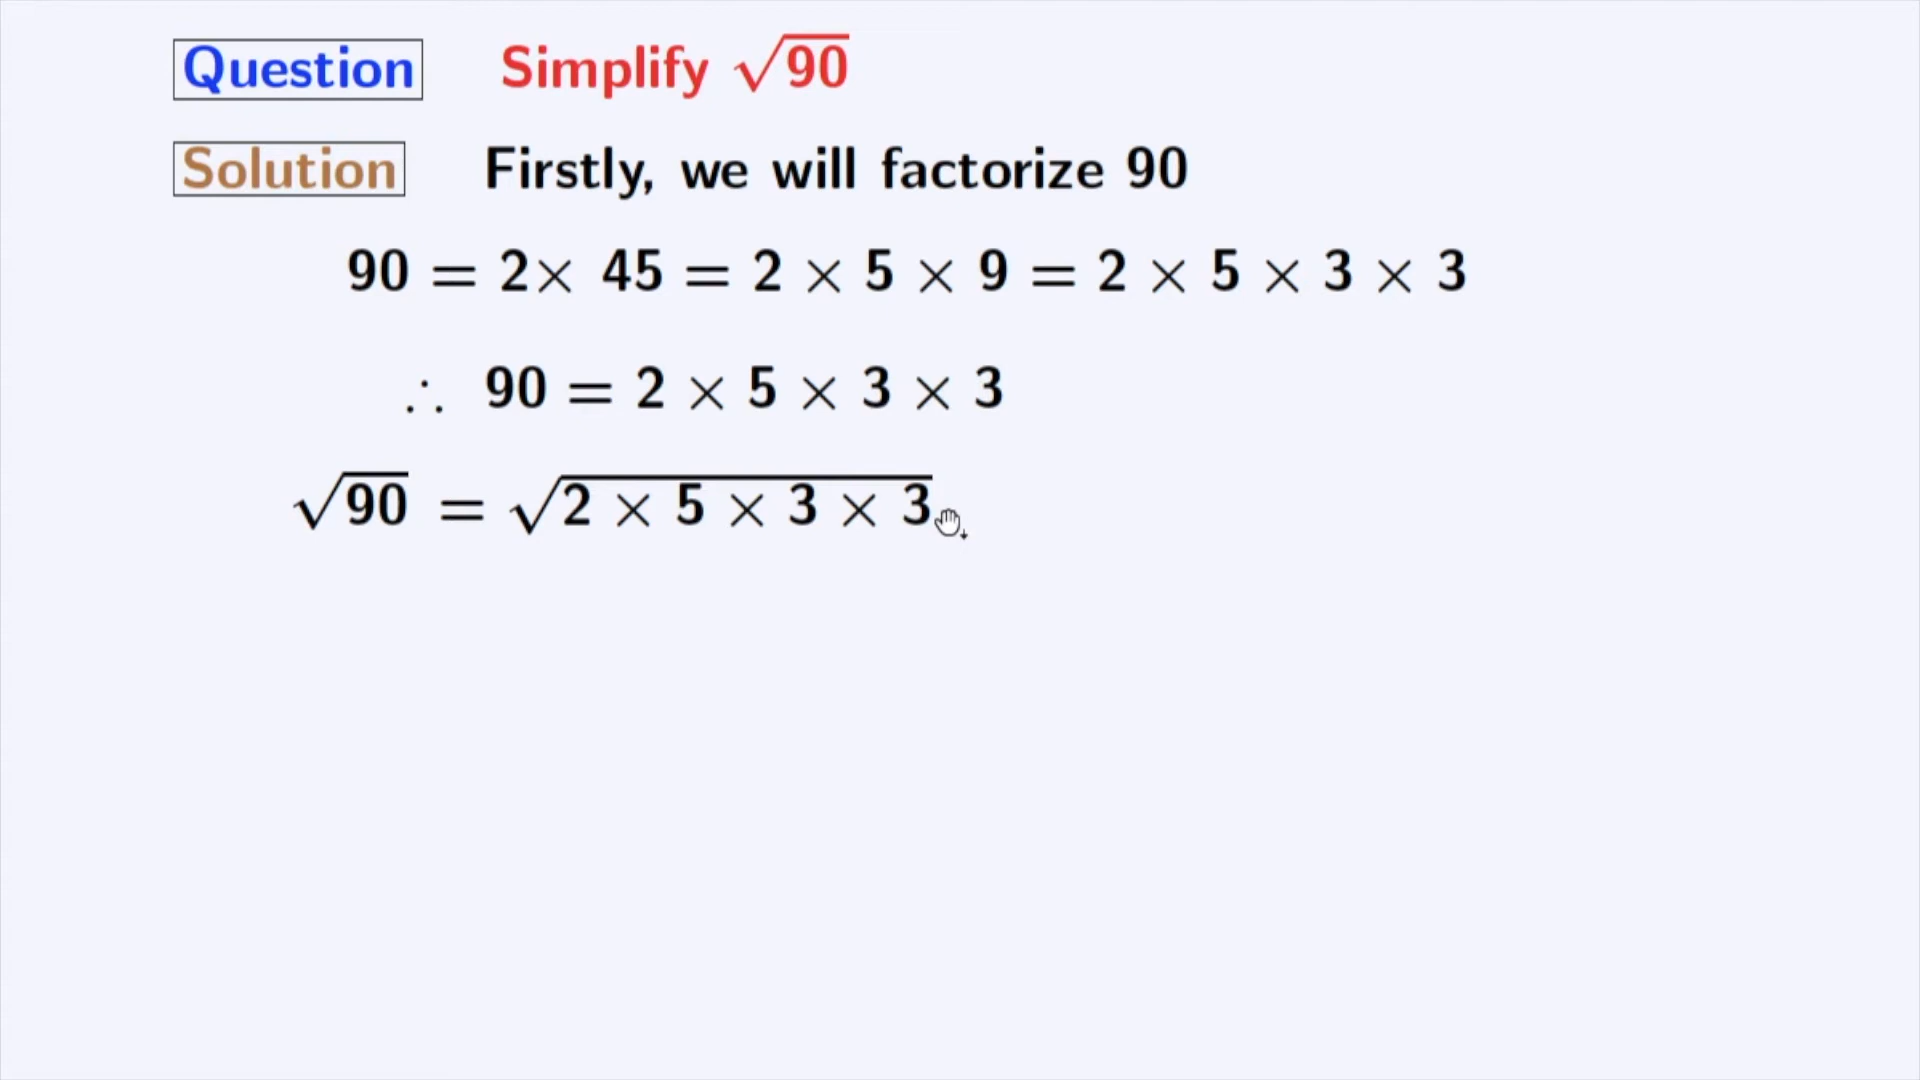 Question Simplify √90
Solution Firstly, we will factorize 90
90 = 2× 45 = 2 × 5 × 9 = 2 × 5 × 3 × 3
∴ 90 = 2 × 5 × 3 × 3
√90 = √2 × 5 × 3 × 3